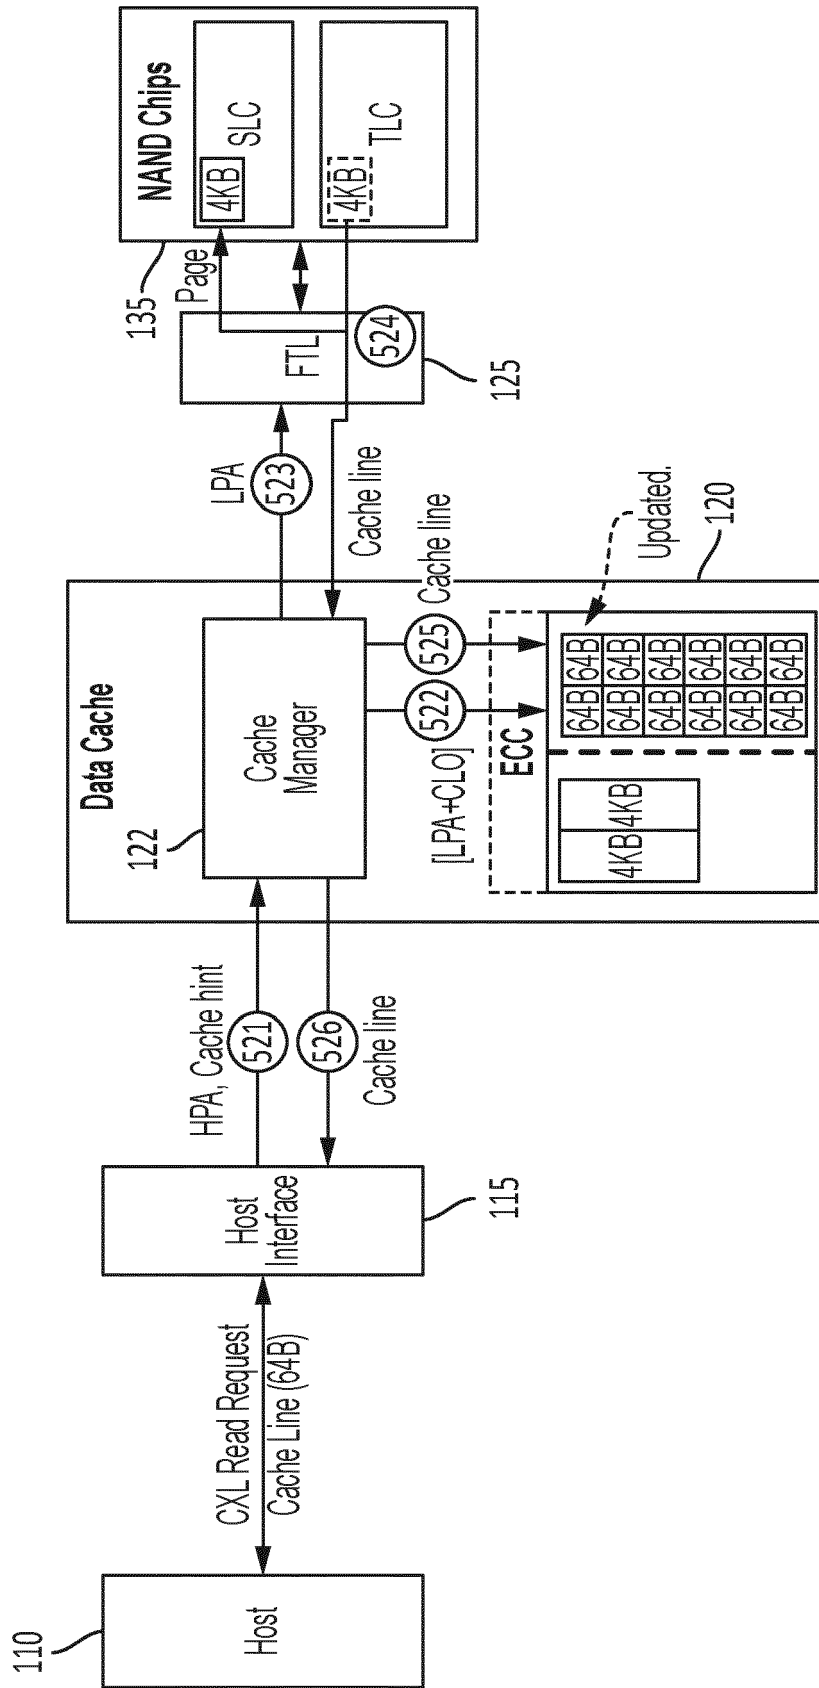 110
Host
CXL Read Request
Cache Line (64B)
Host
Interface
115
HPA, Cache hint
521
526
Cache line
Data Cache
122
Cache
Manager
[LPA+CLO]
522
525
Cache line
ECC
4KB 4KB
64B 64B
64B 64B
64B 64B
64B 64B
64B 64B
64B 64B
Updated.
120
LPA
523
Cache line
FTL
524
125
Page
135
NAND Chips
4KB
SLC
4KB
TLC